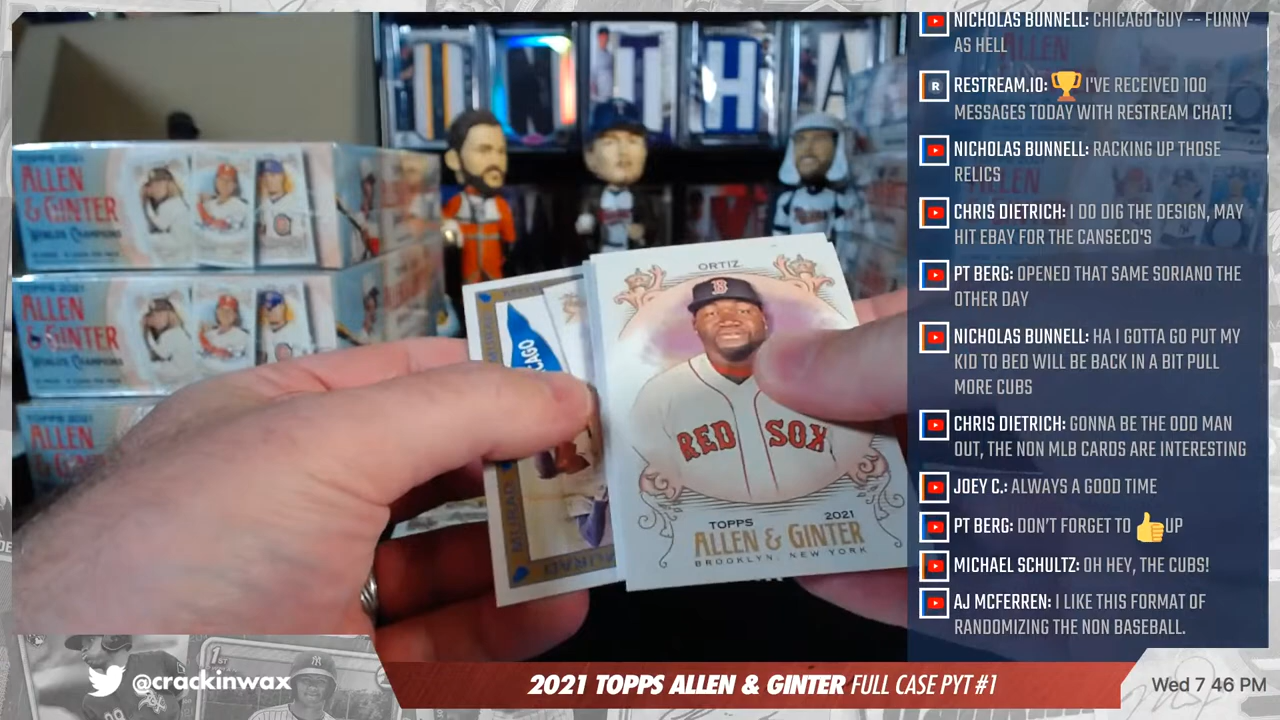 NICHOLAS BUNNELL: CHICAGO GUY -- FUNNY
AS HELL
RESTREAM.IO: 🏆 I'VE RECEIVED 100
MESSAGES TODAY WITH RESTREAM CHAT!
NICHOLAS BUNNELL: RACKING UP THOSE
RELICS
CHRIS DIETRICH: I DO DIG THE DESIGN, MAY
HIT EBAY FOR THE CANSECO'S
PT BERG: OPENED THAT SAME SORIANO THE
OTHER DAY
NICHOLAS BUNNELL: HA I GOTTA GO PUT MY
KID TO BED WILL BE BACK IN A BIT PULL
MORE CUBS
CHRIS DIETRICH: GONNA BE THE ODD MAN
OUT, THE NON MLB CARDS ARE INTERESTING
JOEY C.: ALWAYS A GOOD TIME
PT BERG: DON'T FORGET TO 👍UP
MICHAEL SCHULTZ: OH HEY, THE CUBS!
AJ MCFERREN: I LIKE THIS FORMAT OF
RANDOMIZING THE NON BASEBALL.
TOPPS 2021
ALLEN
& GINTER
WORLD'S CHAMPIONS
TOPPS 2021
ALLEN
& GINTER
WORLD'S CHAMPIONS
ALLEN
ORTIZ
B
RED SOX
TOPPS 2021
ALLEN & GINTER
BROOKLYN, NEW YORK
@crackinwax
2021 TOPPS ALLEN & GINTER FULL CASE PYT #1
Wed 7 46 PM